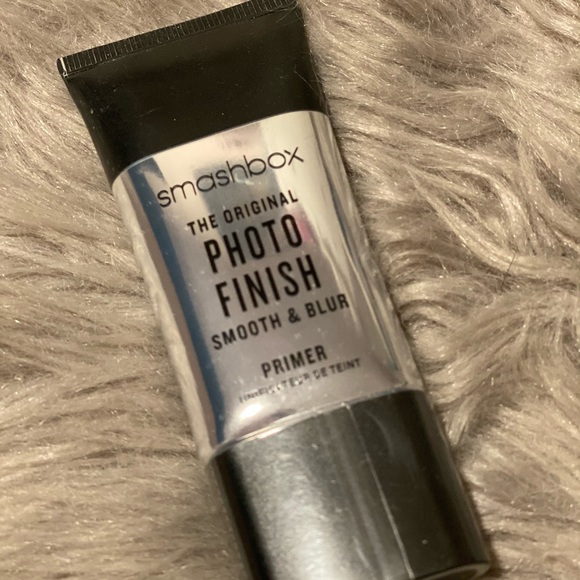 smashbox
THE ORIGINAL
PHOTO
FINISH
SMOOTH & BLUR
PRIMER
DE TEINT